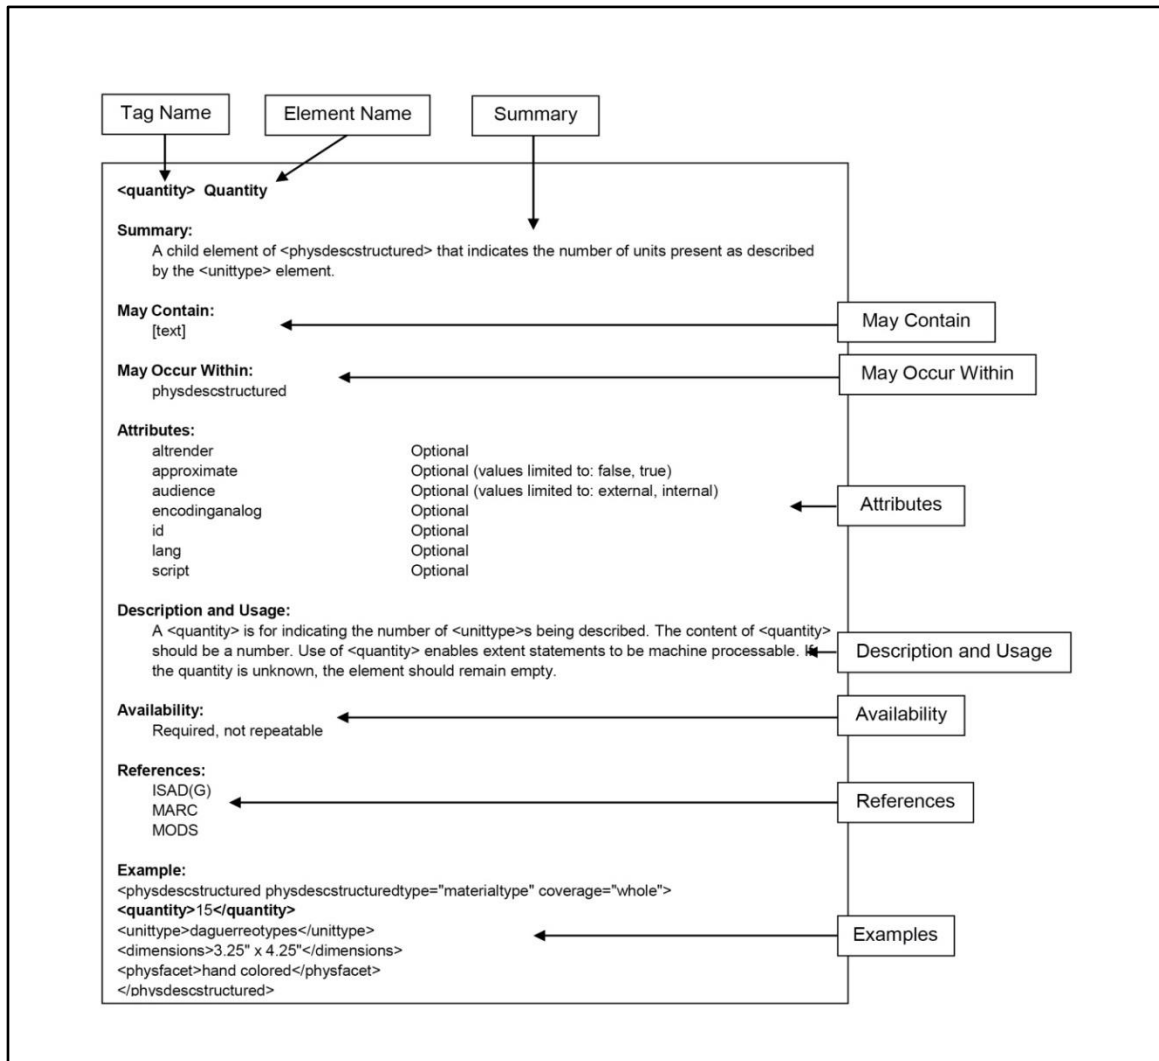 Tag Name
Element Name
Summary
<quantity> Quantity
Summary:
A child element of <physdescstructured> that indicates the number of units present as described
by the <unittype> element.
May Contain:
[text]
May Contain
May Occur Within:
physdescstructured
May Occur Within
Attributes:
altrender Optional
approximate Optional (values limited to: false, true)
audience Optional (values limited to: external, internal)
encodinganalog Optional
id Optional
lang Optional
script Optional
Attributes
Description and Usage:
A <quantity> is for indicating the number of <unittype>s being described. The content of <quantity>
should be a number. Use of <quantity> enables extent statements to be machine processable. If
the quantity is unknown, the element should remain empty.
Description and Usage
Availability:
Required, not repeatable
Availability
References:
ISAD(G)
MARC
MODS
References
Example:
<physdescstructured physdescstructuredtype="materialtype" coverage="whole">
<quantity>15</quantity>
<unittype>daguerreotypes</unittype>
<dimensions>3.25" x 4.25"</dimensions>
<physfacet>hand colored</physfacet>
</physdescstructured>
Examples